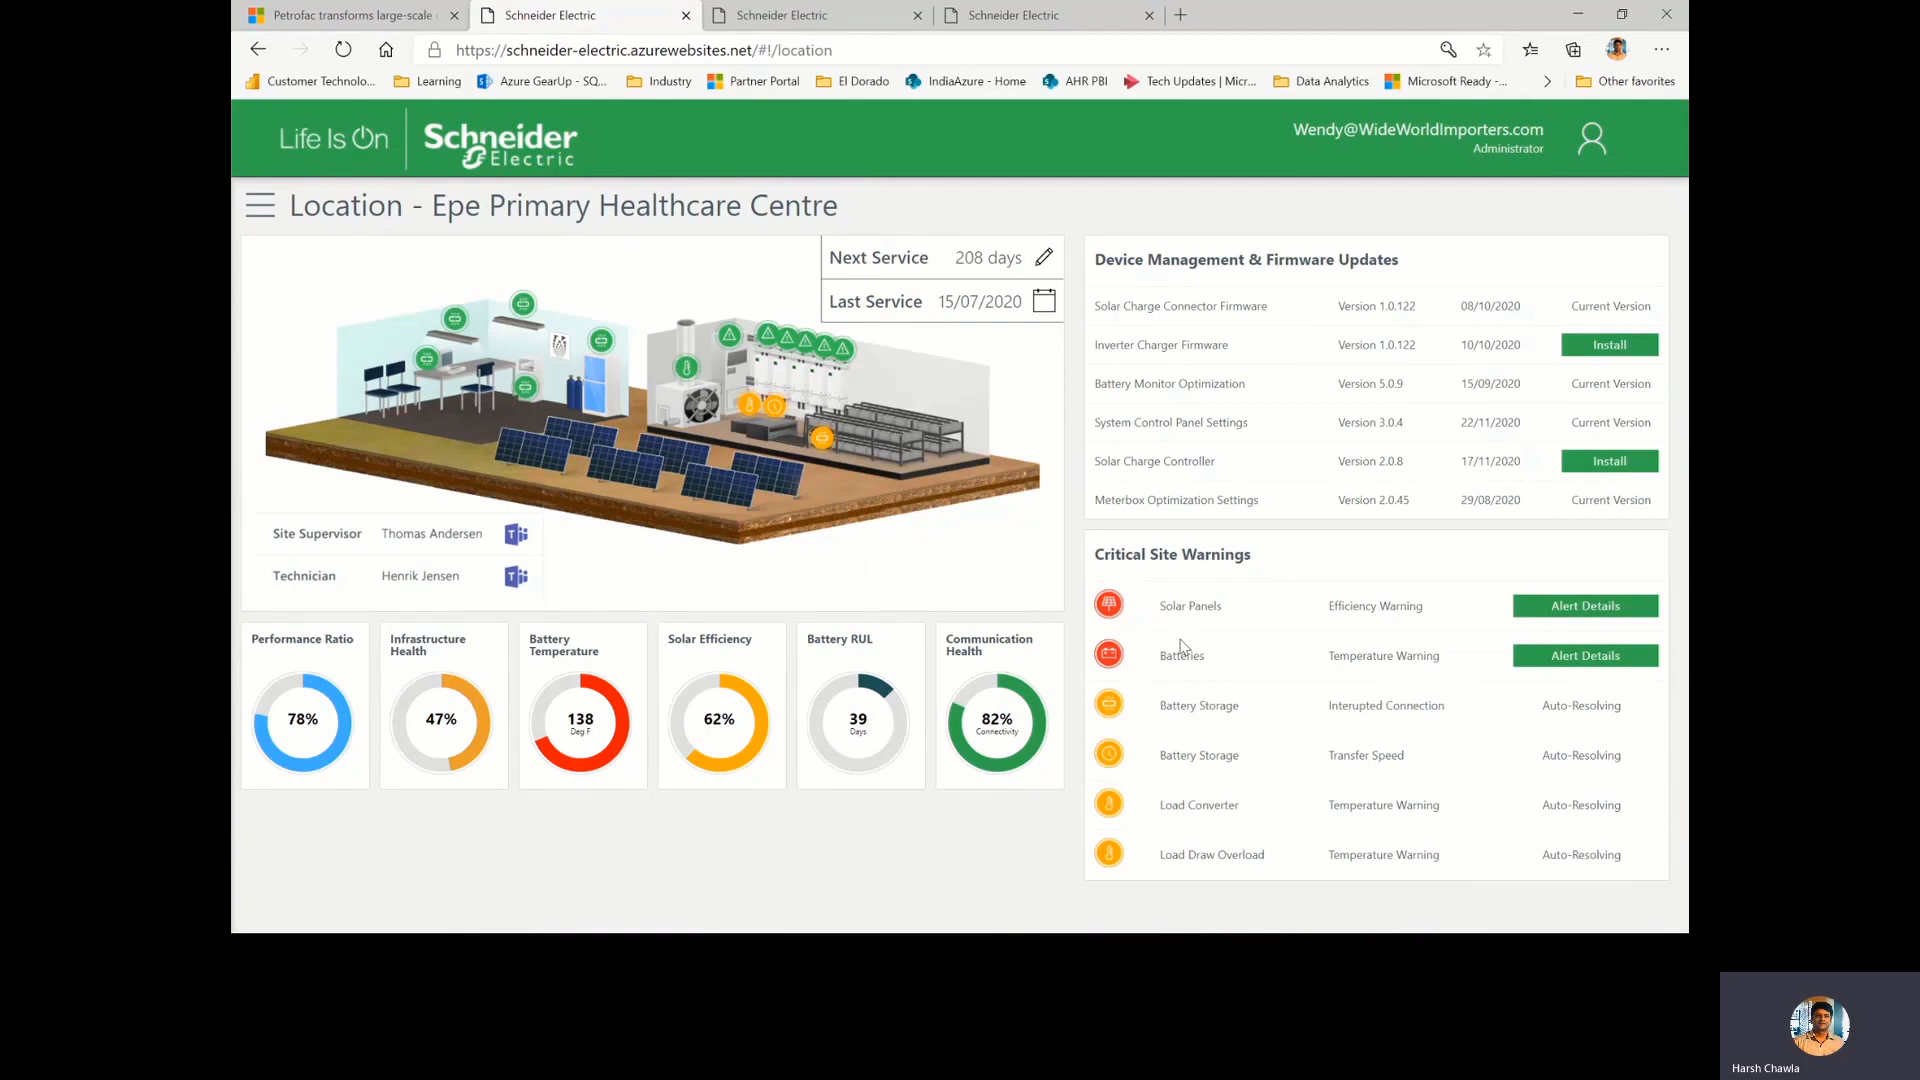 Petrofac transforms large-scale
Schneider Electric
Schneider Electric
Schneider Electric
https://schneider-electric.azurewebsites.net/#!/location
Customer Technolo...
Learning
Azure GearUp - SQ...
Industry
Partner Portal
El Dorado
IndiaAzure - Home
AHR PBI
Tech Updates | Micr...
Data Analytics
Microsoft Ready -...
Other favorites
Life Is On
Schneider
Electric
Wendy@WideWorldImporters.com
Administrator
Location - Epe Primary Healthcare Centre
Next Service 208 days
Last Service 15/07/2020
Site Supervisor Thomas Andersen
Technician Henrik Jensen
Performance Ratio
78%
Infrastructure
Health
47%
Battery
Temperature
138
Deg F
Solar Efficiency
62%
Battery RUL
39
Days
Communication
Health
82%
Connectivity
Device Management & Firmware Updates
Solar Charge Connector Firmware Version 1.0.122 08/10/2020 Current Version
Inverter Charger Firmware Version 1.0.122 10/10/2020 Install
Battery Monitor Optimization Version 5.0.9 15/09/2020 Current Version
System Control Panel Settings Version 3.0.4 22/11/2020 Current Version
Solar Charge Controller Version 2.0.8 17/11/2020 Install
Meterbox Optimization Settings Version 2.0.45 29/08/2020 Current Version
Critical Site Warnings
Solar Panels Efficiency Warning Alert Details
Batteries Temperature Warning Alert Details
Battery Storage Interupted Connection Auto-Resolving
Battery Storage Transfer Speed Auto-Resolving
Load Converter Temperature Warning Auto-Resolving
Load Draw Overload Temperature Warning Auto-Resolving
Harsh Chawla